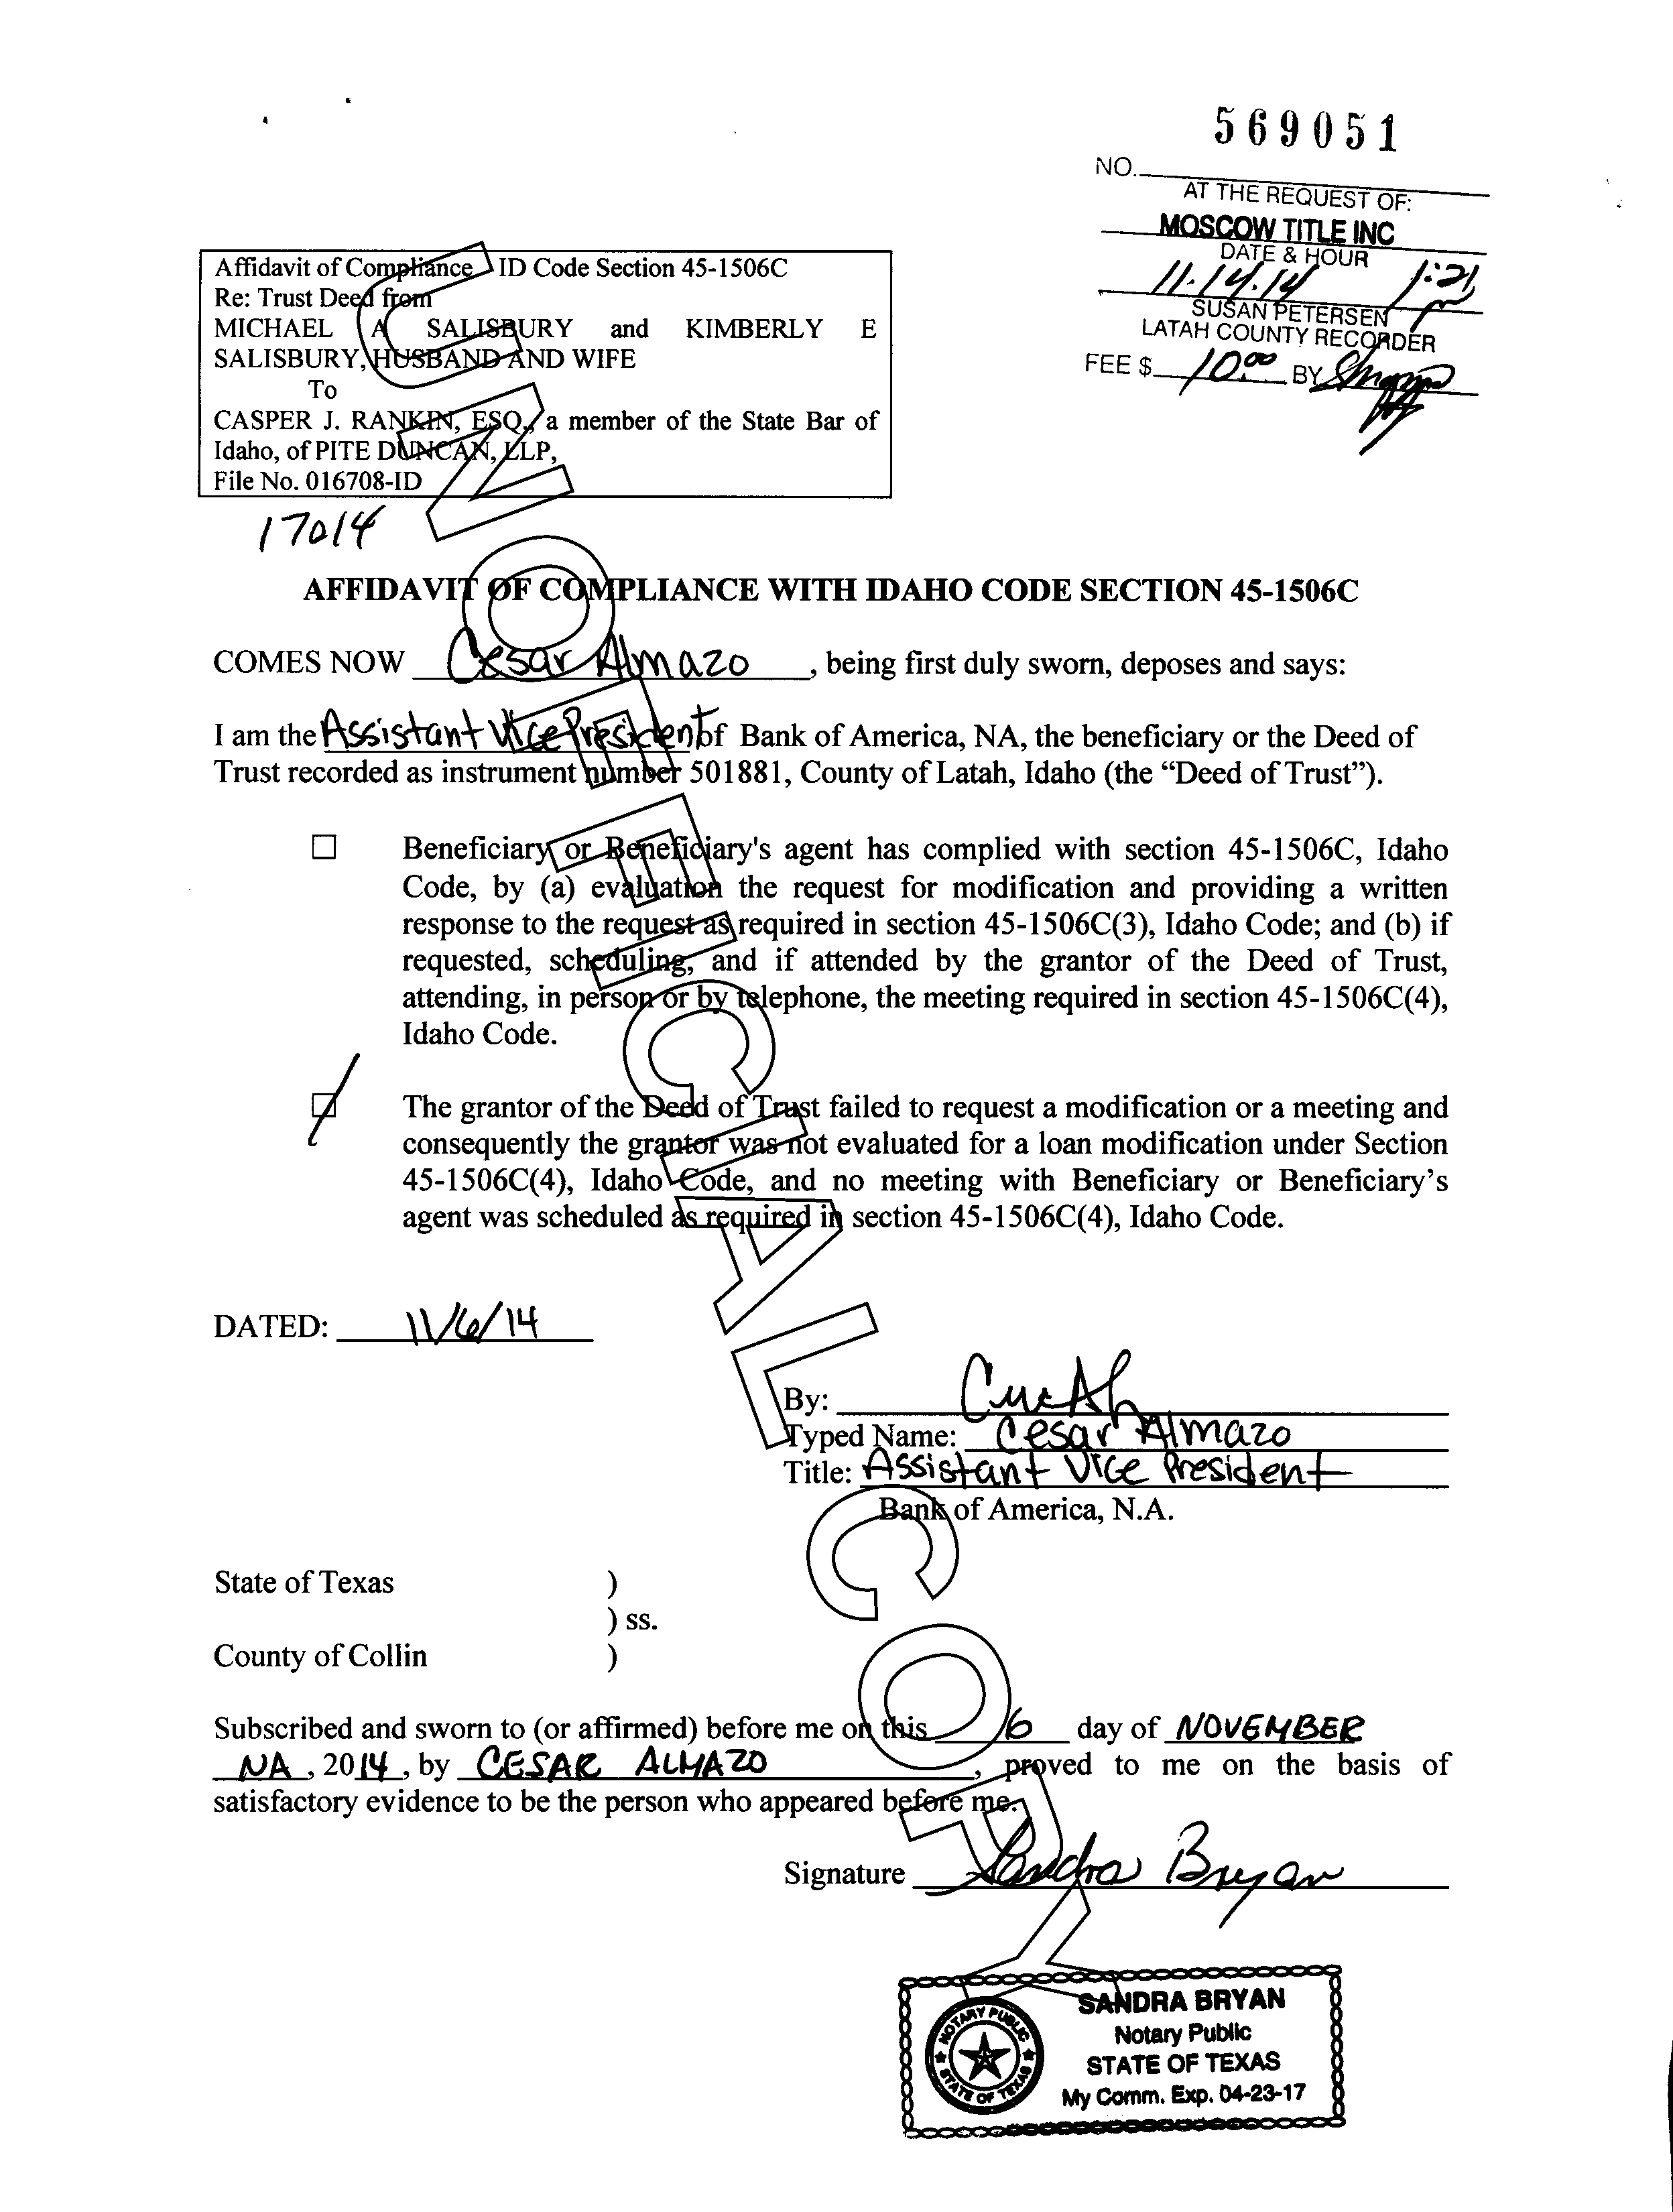 569051
NO.
AT THE REQUEST OF:
MOSCOW TITLE INC
DATE & HOUR
11.14.14 1:21
SUSAN PETERSEN
LATAH COUNTY RECORDER
FEE $ 10.00 BY
Affidavit of Compliance ID Code Section 45-1506C
Re: Trust Deed from
MICHAEL A SALISBURY and KIMBERLY E
SALISBURY, HUSBAND AND WIFE
To
CASPER J. RANKIN, ESQ., a member of the State Bar of
Idaho, of PITE DUNCAN, LLP,
File No. 016708-ID
17014
AFFIDAVIT OF COMPLIANCE WITH IDAHO CODE SECTION 45-1506C
COMES NOW Cesar Almazo, being first duly sworn, deposes and says:
I am the Assistant Vice President of Bank of America, NA, the beneficiary or the Deed of
Trust recorded as instrument number 501881, County of Latah, Idaho (the “Deed of Trust”).
Beneficiary or Beneficiary's agent has complied with section 45-1506C, Idaho
Code, by (a) evaluation the request for modification and providing a written
response to the request as required in section 45-1506C(3), Idaho Code; and (b) if
requested, scheduling, and if attended by the grantor of the Deed of Trust,
attending, in person or by telephone, the meeting required in section 45-1506C(4),
Idaho Code.
The grantor of the Deed of Trust failed to request a modification or a meeting and
consequently the grantor was not evaluated for a loan modification under Section
45-1506C(4), Idaho Code, and no meeting with Beneficiary or Beneficiary’s
agent was scheduled as required in section 45-1506C(4), Idaho Code.
DATED: 11/6/14
By:
Typed Name: Cesar Almazo
Title: Assistant Vice President
Bank of America, N.A.
State of Texas )
) ss.
County of Collin )
Subscribed and sworn to (or affirmed) before me on this 6 day of NOVEMBER
NA, 2014, by CESAR ALMAZO, proved to me on the basis of
satisfactory evidence to be the person who appeared before me.
Signature Sandra Bryan
SANDRA BRYAN
Notary Public
STATE OF TEXAS
My Comm. Exp. 04-23-17
NOTARY PUBLIC
STATE OF TEXAS
UNOFFICIAL COPY